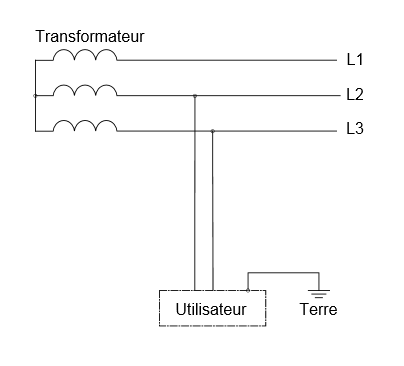 Transformateur
L1
L2
L3
Utilisateur
Terre